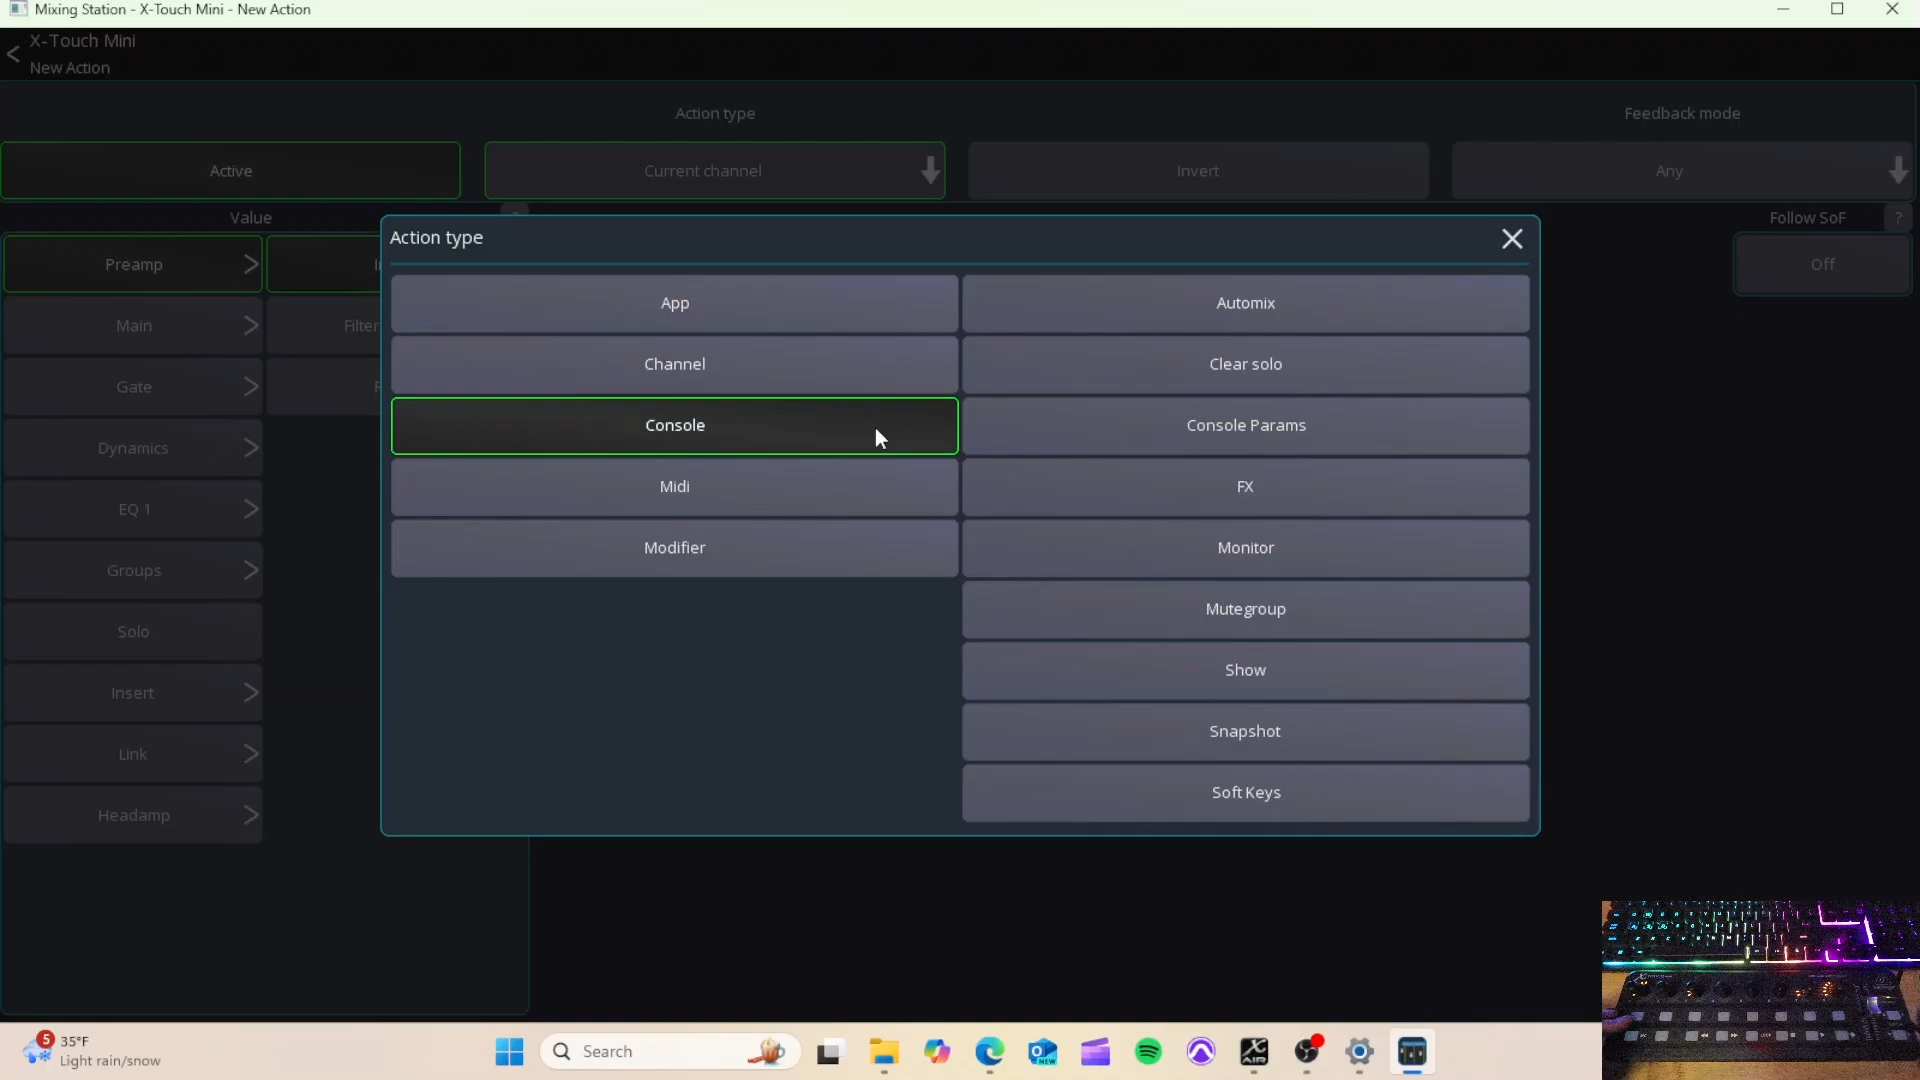 Mixing Station - X-Touch Mini - New Action
X-Touch Mini
New Action
Action type
Feedback mode
Active
Current channel
Invert
Any
Value
?
Follow SoF
?
Preamp
Off
Main
Filter
Gate
Dynamics
EQ 1
Groups
Solo
Insert
Link
Headamp
Action type
App
Automix
Channel
Clear solo
Console
Console Params
Midi
FX
Modifier
Monitor
Mutegroup
Show
Snapshot
Soft Keys
5
35°F
Light rain/snow
Search
NEW
X
AIR